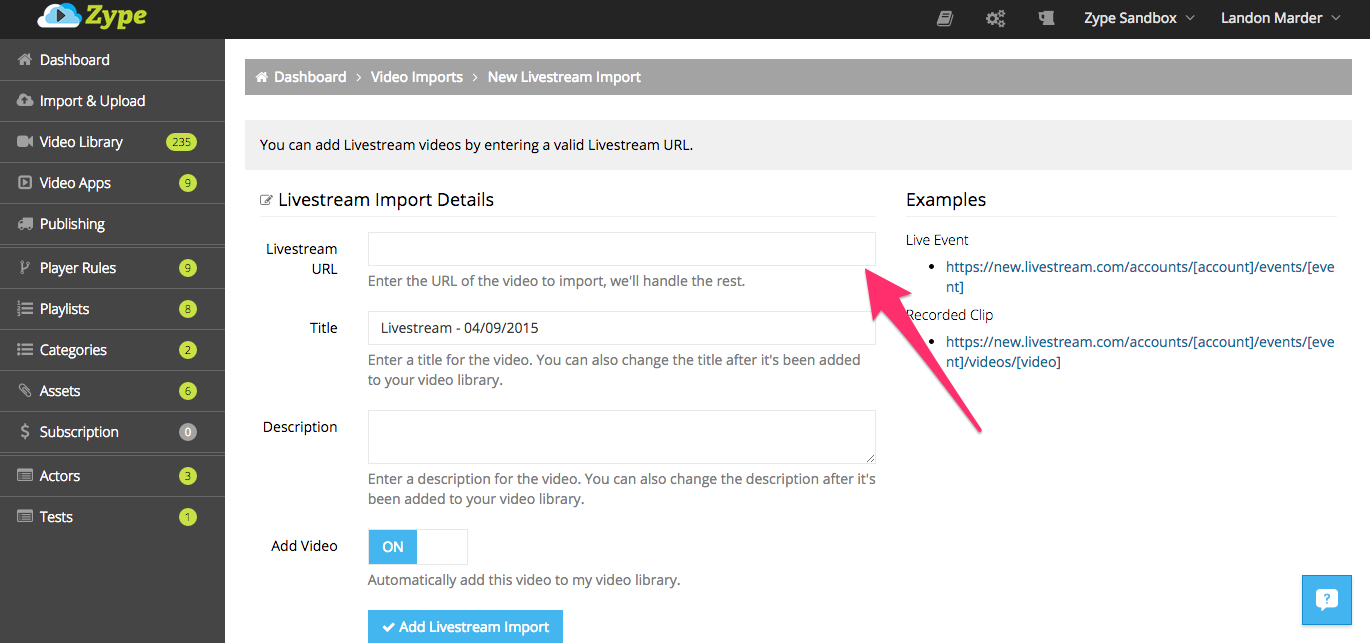 Zype
Zype Sandbox
Landon Marder
Dashboard
Import & Upload
Video Library 235
Video Apps 9
Publishing
Player Rules 9
Playlists 8
Categories 2
Assets 6
Subscription 0
Actors 3
Tests 1
Dashboard > Video Imports > New Livestream Import
You can add Livestream videos by entering a valid Livestream URL.
Livestream Import Details
Livestream
URL
Enter the URL of the video to import, we'll handle the rest.
Title
Livestream - 04/09/2015
Enter a title for the video. You can also change the title after it's been added
to your video library.
Description
Enter a description for the video. You can also change the description after it's
been added to your video library.
Add Video
ON
Automatically add this video to my video library.
Add Livestream Import
Examples
Live Event
https://new.livestream.com/accounts/[account]/events/[eve
nt]
Recorded Clip
https://new.livestream.com/accounts/[account]/events/[eve
nt]/videos/[video]
?